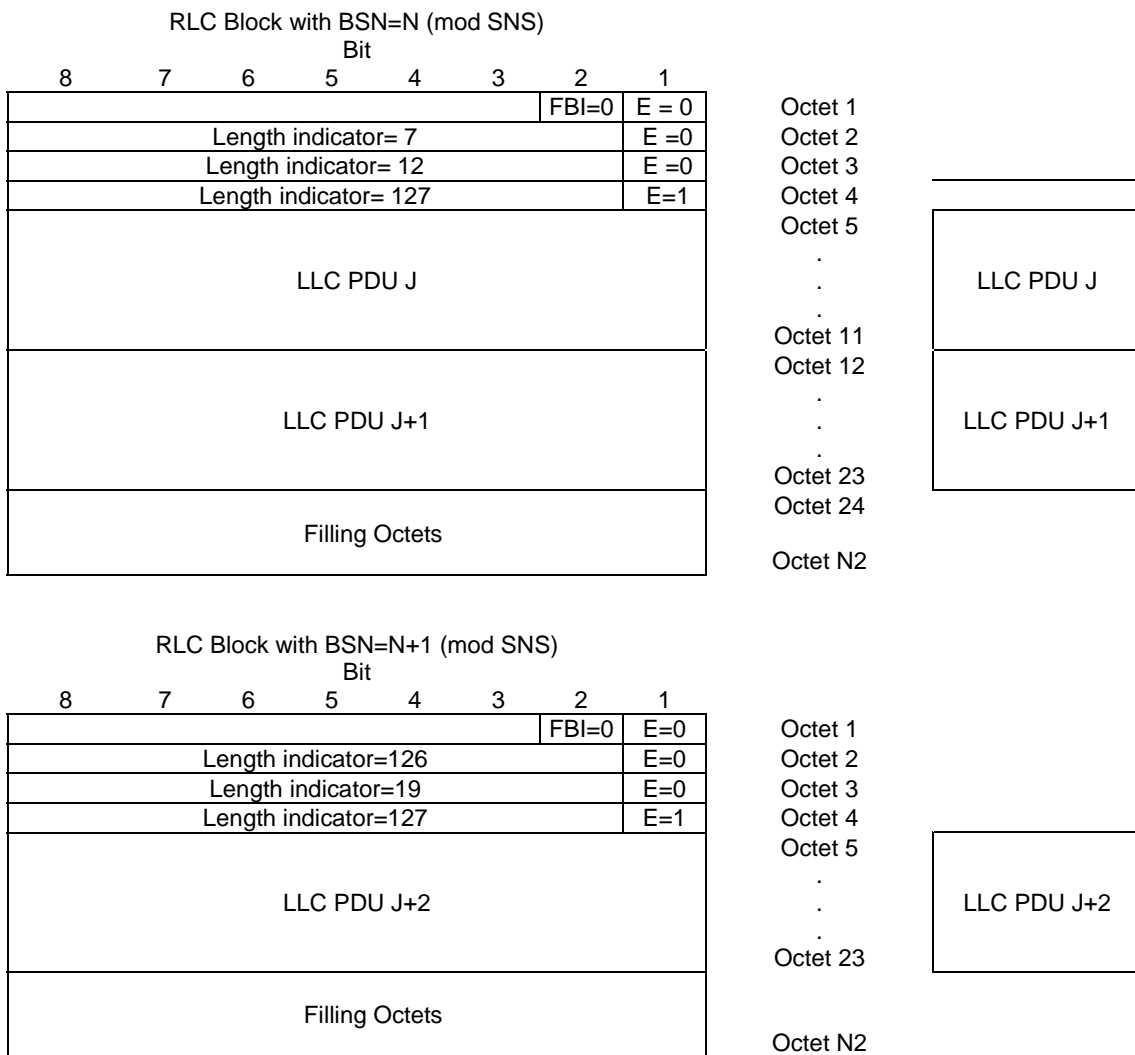 RLC Block with BSN=N (mod SNS)
Bit
8 7 6 5 4 3 2 1
FBI=0 E = 0 Octet 1
Length indicator= 7 E =0 Octet 2
Length indicator= 12 E =0 Octet 3
Length indicator= 127 E=1 Octet 4
Octet 5
.
LLC PDU J . LLC PDU J
.
Octet 11
Octet 12
.
LLC PDU J+1 . LLC PDU J+1
.
Octet 23
Octet 24
Filling Octets
Octet N2
RLC Block with BSN=N+1 (mod SNS)
Bit
8 7 6 5 4 3 2 1
FBI=0 E=0 Octet 1
Length indicator=126 E=0 Octet 2
Length indicator=19 E=0 Octet 3
Length indicator=127 E=1 Octet 4
Octet 5
.
LLC PDU J+2 . LLC PDU J+2
.
Octet 23
Filling Octets
Octet N2